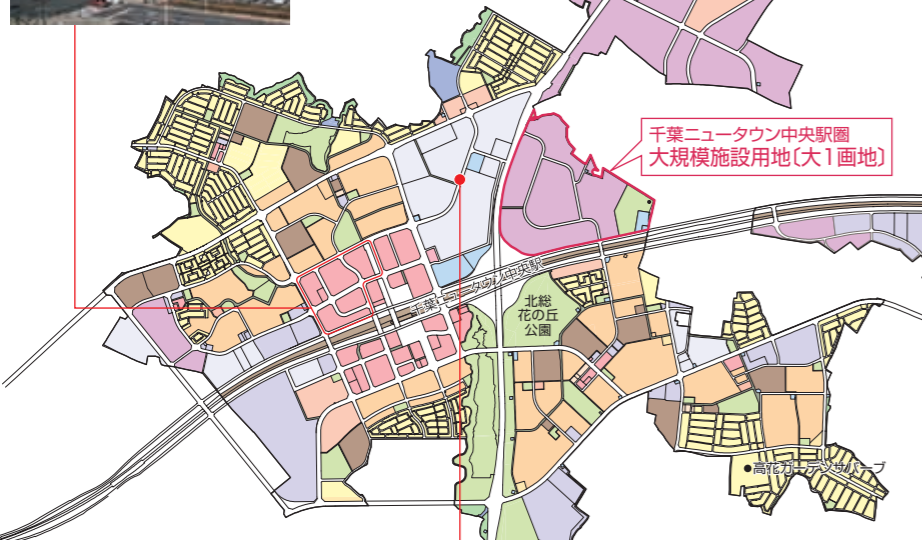 千葉ニュータウン中央駅圏
大規模施設用地〔大1画地〕
千葉ニュータウン中央駅
北総
花の丘
公園
●高花ガーデンサバーブ